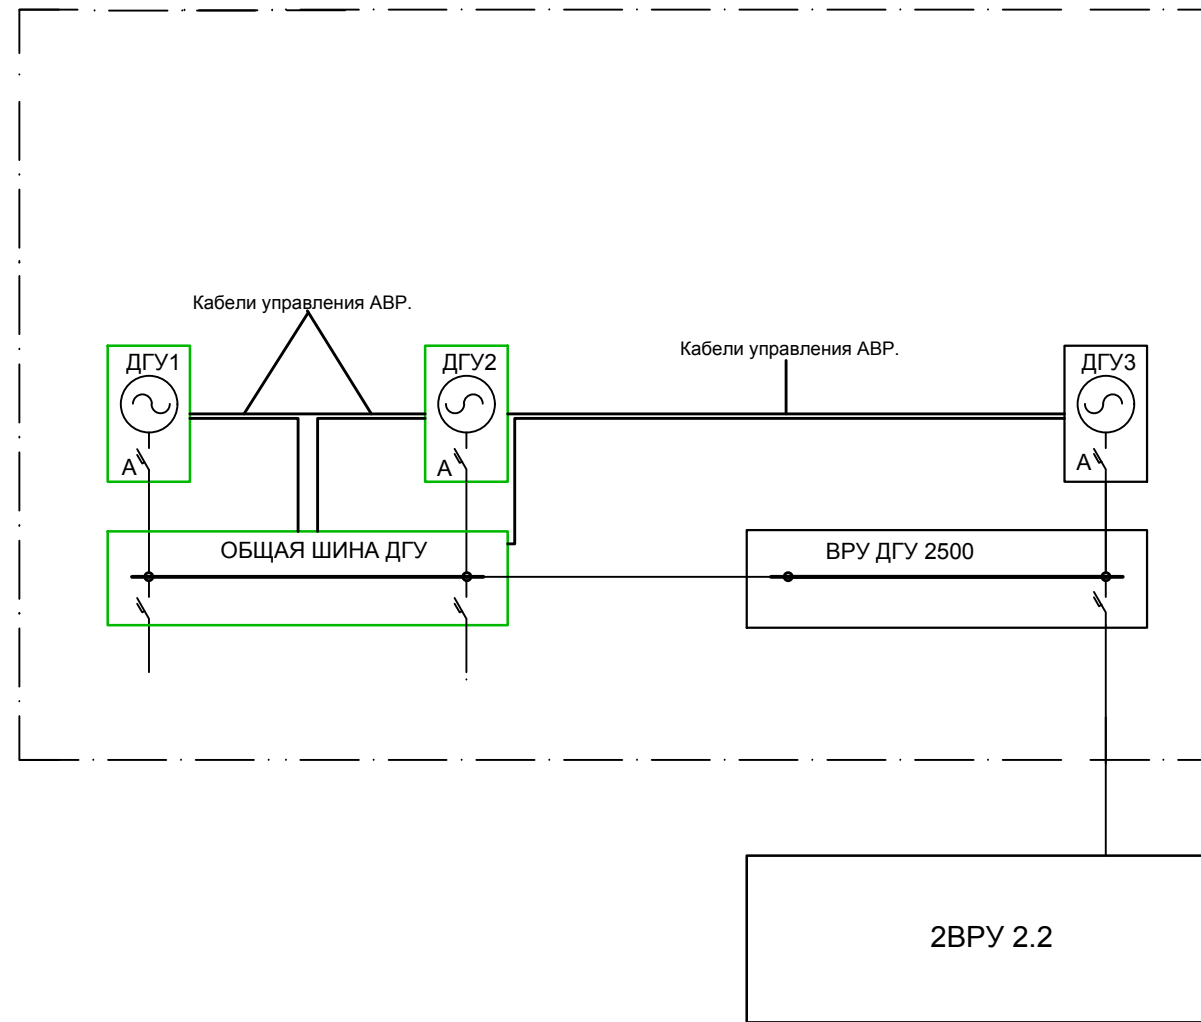 Кабели управления АВР.
Кабели управления АВР.
ДГУ1
ДГУ2
ДГУ3
А
А
А
ОБЩАЯ ШИНА ДГУ
ВРУ ДГУ 2500
2ВРУ 2.2